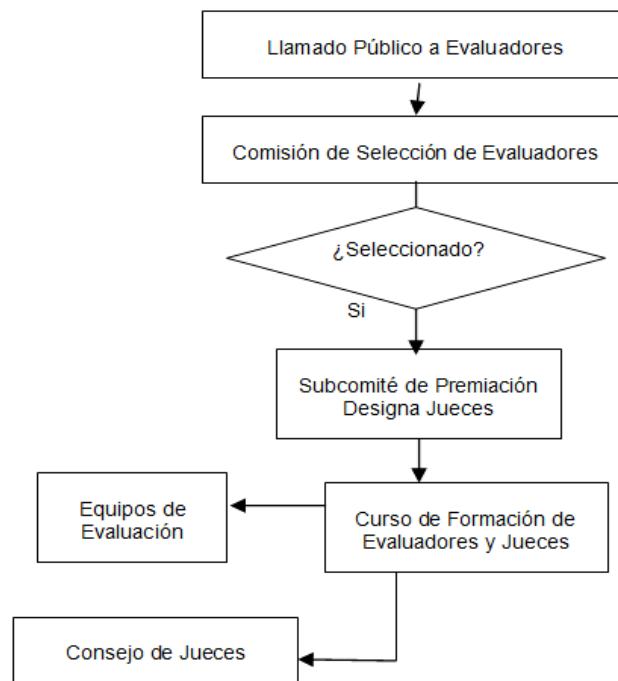 Llamado Público a Evaluadores
Comisión de Selección de Evaluadores
¿Seleccionado?
Si
Subcomité de Premiación
Designa Jueces
Equipos de
Evaluación
Curso de Formación de
Evaluadores y Jueces
Consejo de Jueces